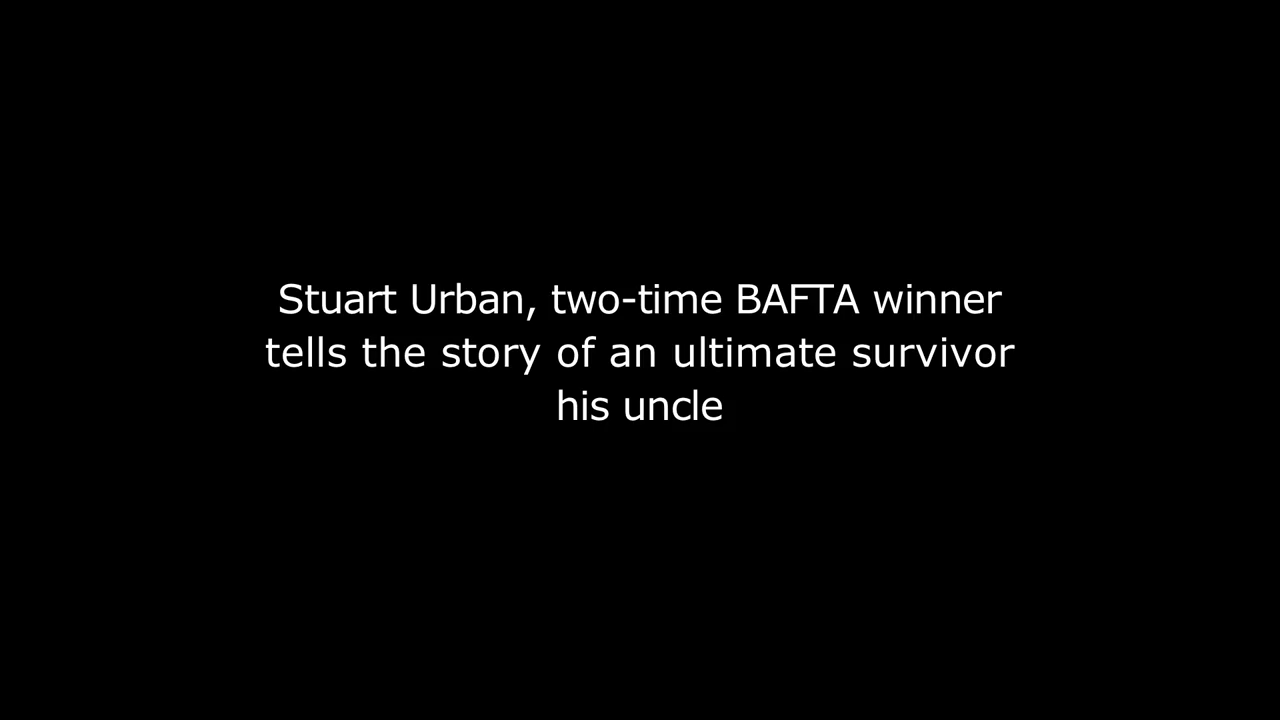 Stuart Urban, two-time BAFTA winner
tells the story of an ultimate survivor
his uncle